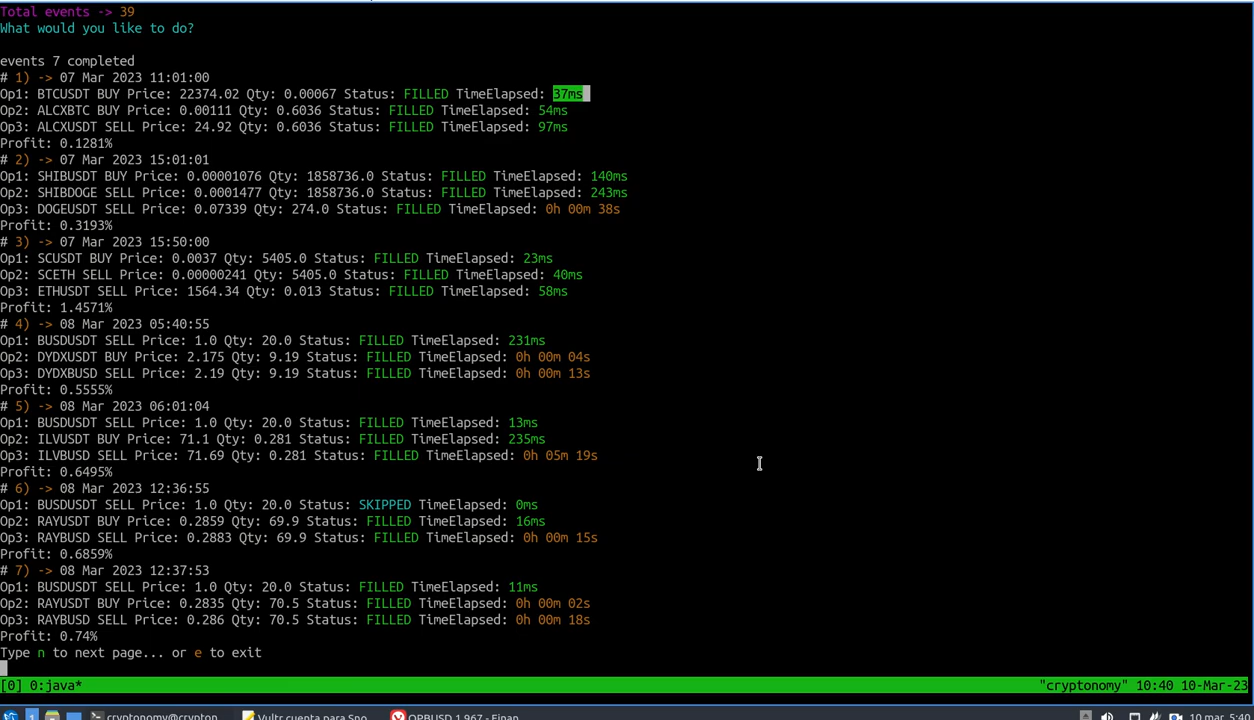 Total events -> 39
What would you like to do?
events 7 completed
# 1) -> 07 Mar 2023 11:01:00
Op1: BTCUSDT BUY Price: 22374.02 Qty: 0.00067 Status: FILLED TimeElapsed: 37ms
Op2: ALCXBTC BUY Price: 0.00111 Qty: 0.6036 Status: FILLED TimeElapsed: 54ms
Op3: ALCXUSDT SELL Price: 24.92 Qty: 0.6036 Status: FILLED TimeElapsed: 97ms
Profit: 0.1281%
# 2) -> 07 Mar 2023 15:01:01
Op1: SHIBUSDT BUY Price: 0.00001076 Qty: 1858736.0 Status: FILLED TimeElapsed: 140ms
Op2: SHIBDOGE SELL Price: 0.0001477 Qty: 1858736.0 Status: FILLED TimeElapsed: 243ms
Op3: DOGEUSDT SELL Price: 0.07339 Qty: 274.0 Status: FILLED TimeElapsed: 0h 00m 38s
Profit: 0.3193%
# 3) -> 07 Mar 2023 15:50:00
Op1: SCUSDT BUY Price: 0.0037 Qty: 5405.0 Status: FILLED TimeElapsed: 23ms
Op2: SCETH SELL Price: 0.00000241 Qty: 5405.0 Status: FILLED TimeElapsed: 40ms
Op3: ETHUSDT SELL Price: 1564.34 Qty: 0.013 Status: FILLED TimeElapsed: 58ms
Profit: 1.4571%
# 4) -> 08 Mar 2023 05:40:55
Op1: BUSDUSDT SELL Price: 1.0 Qty: 20.0 Status: FILLED TimeElapsed: 231ms
Op2: DYDXUSDT BUY Price: 2.175 Qty: 9.19 Status: FILLED TimeElapsed: 0h 00m 04s
Op3: DYDXBUSD SELL Price: 2.19 Qty: 9.19 Status: FILLED TimeElapsed: 0h 00m 13s
Profit: 0.5555%
# 5) -> 08 Mar 2023 06:01:04
Op1: BUSDUSDT SELL Price: 1.0 Qty: 20.0 Status: FILLED TimeElapsed: 13ms
Op2: ILVUSDT BUY Price: 71.1 Qty: 0.281 Status: FILLED TimeElapsed: 235ms
Op3: ILVBUSD SELL Price: 71.69 Qty: 0.281 Status: FILLED TimeElapsed: 0h 05m 19s
Profit: 0.6495%
# 6) -> 08 Mar 2023 12:36:55
Op1: BUSDUSDT SELL Price: 1.0 Qty: 20.0 Status: SKIPPED TimeElapsed: 0ms
Op2: RAYUSDT BUY Price: 0.2859 Qty: 69.9 Status: FILLED TimeElapsed: 16ms
Op3: RAYBUSD SELL Price: 0.2883 Qty: 69.9 Status: FILLED TimeElapsed: 0h 00m 15s
Profit: 0.6859%
# 7) -> 08 Mar 2023 12:37:53
Op1: BUSDUSDT SELL Price: 1.0 Qty: 20.0 Status: FILLED TimeElapsed: 11ms
Op2: RAYUSDT BUY Price: 0.2835 Qty: 70.5 Status: FILLED TimeElapsed: 0h 00m 02s
Op3: RAYBUSD SELL Price: 0.286 Qty: 70.5 Status: FILLED TimeElapsed: 0h 00m 18s
Profit: 0.74%
Type n to next page... or e to exit
[0] 0:java* "cryptonomy" 10:40 10-Mar-23
1 cryptonomy@crypton... Vultr cuenta para Spo... OPBUSD 1.967 - Finan... 10 mar, 5:40